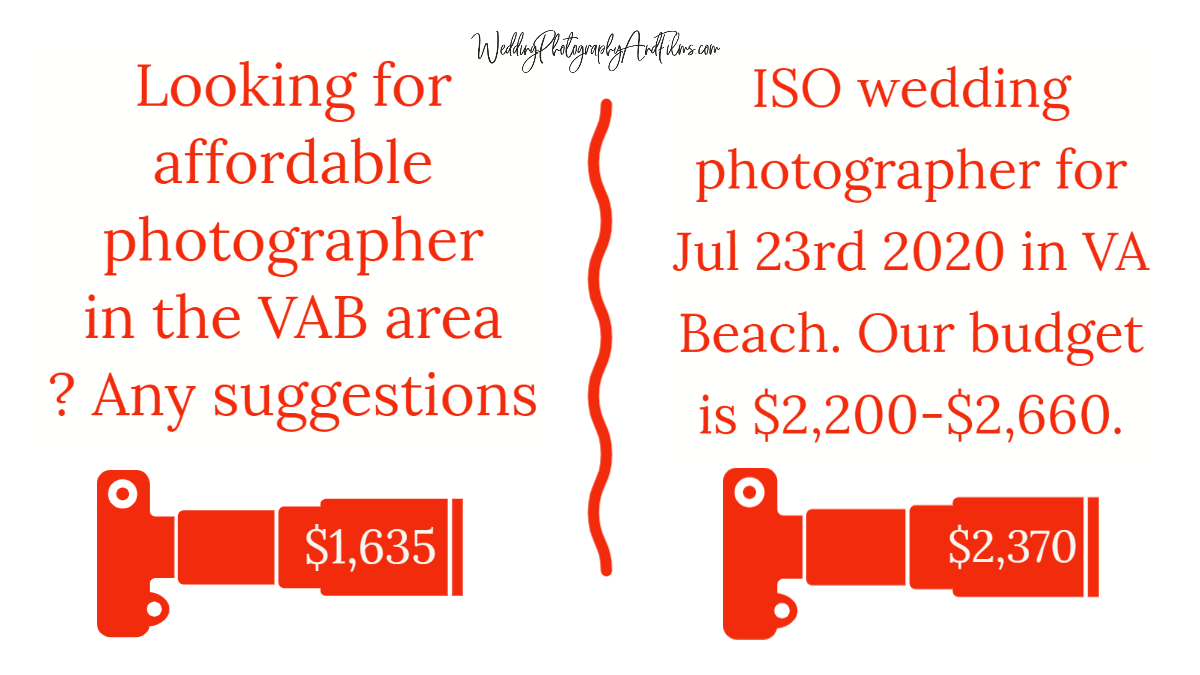 WeddingPhotographyAndFilms.com
Looking for
affordable
photographer
in the VAB area
? Any suggestions
$1,635
ISO wedding
photographer for
Jul 23rd 2020 in VA
Beach. Our budget
is $2,200-$2,660.
$2,370